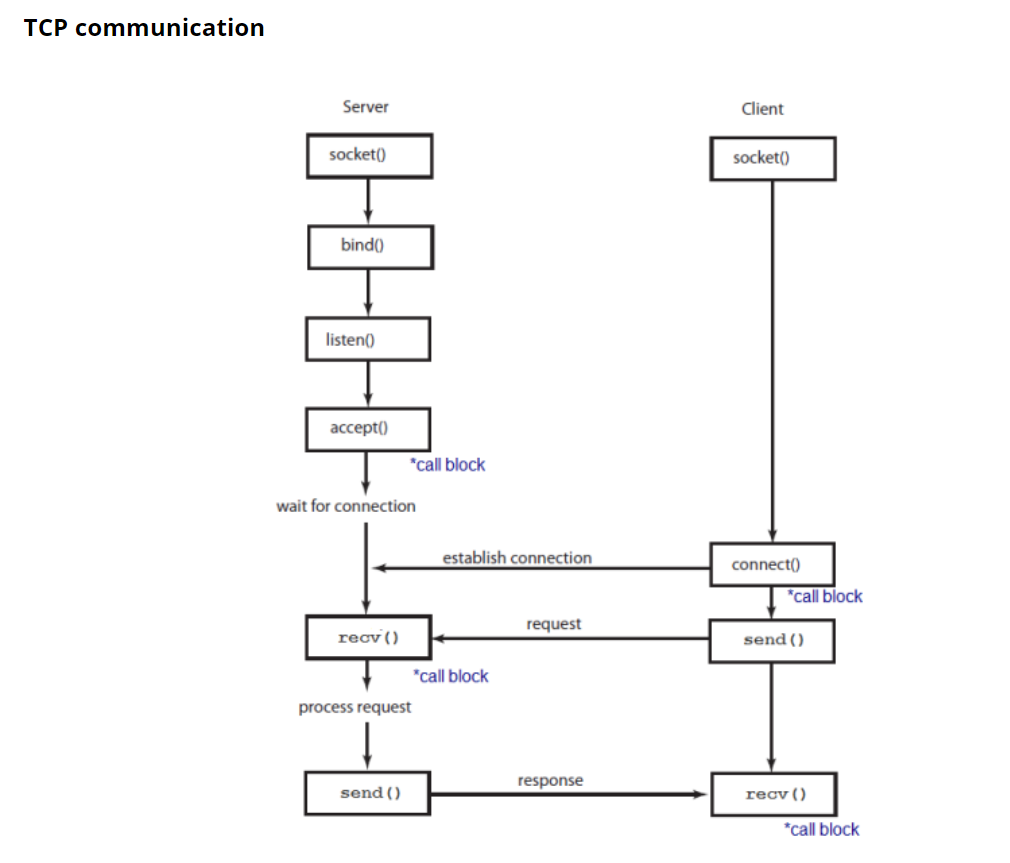 TCP communication
Server
Client
socket()
socket()
bind()
listen()
accept()
*call block
wait for connection
establish connection
connect()
*call block
request
recv()
send()
*call block
process request
response
send()
recv()
*call block